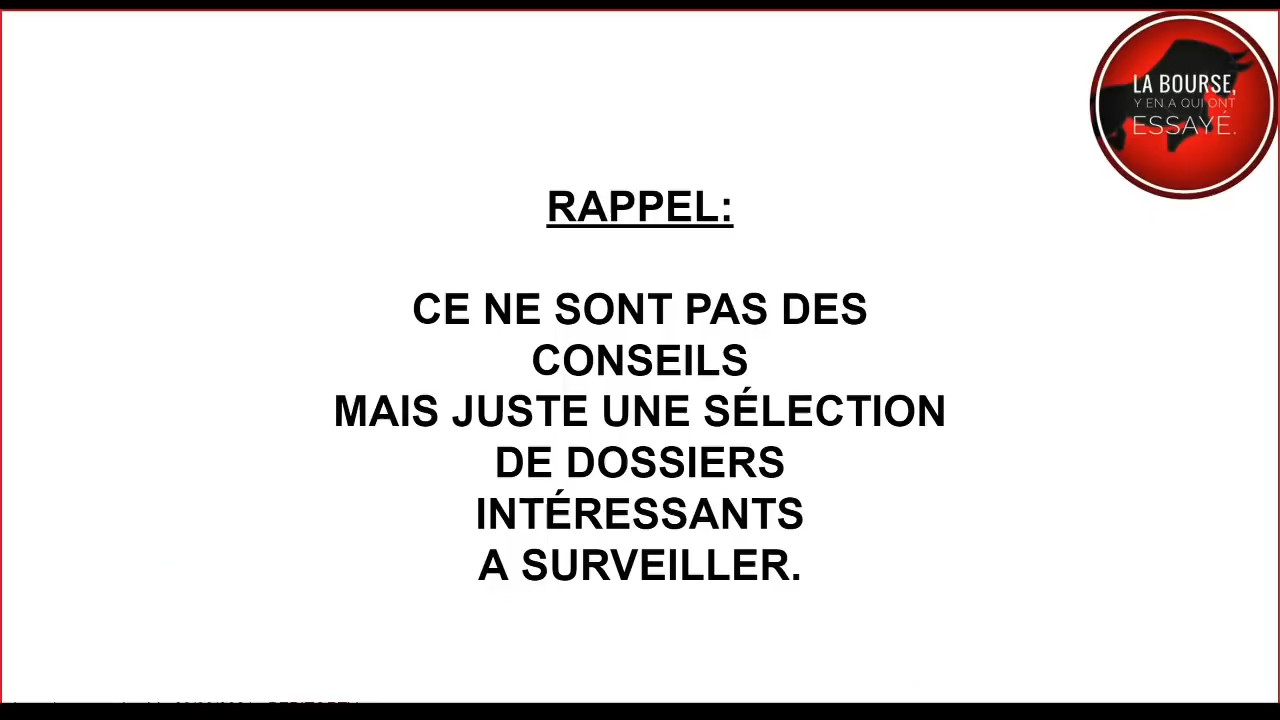 LA BOURSE,
Y EN A QUI ONT
ESSAYÉ.
RAPPEL:
CE NE SONT PAS DES
CONSEILS
MAIS JUSTE UNE SÉLECTION
DE DOSSIERS
INTÉRESSANTS
A SURVEILLER.